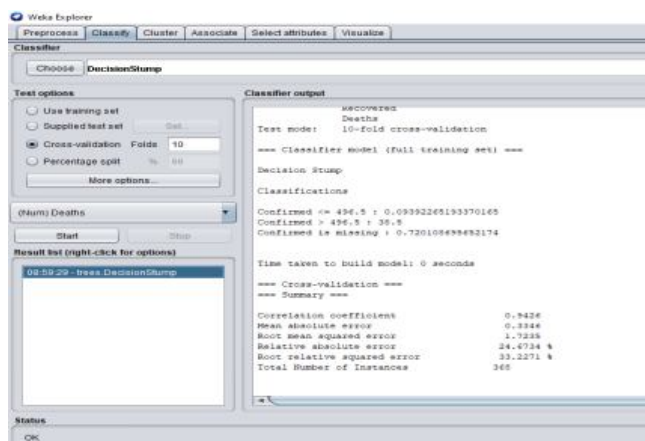 Weka Explorer
Preprocess Classify Cluster Associate Select attributes Visualize
Classifier
Choose DecisionStump
Test options
Use training set
Supplied test set Set...
Cross-validation Folds 10
Percentage split % 66
More options...
(Num) Deaths
Start Stop
Result list (right-click for options)
08:59:29 - trees.DecisionStump
Classifier output
Recovered
Deaths
Test mode: 10-fold cross-validation
=== Classifier model (full training set) ===
Decision Stump
Classifications
Confirmed <= 496.5 : 0.09392265193370165
Confirmed > 496.5 : 38.5
Confirmed is missing : 0.720108695652174
Time taken to build model: 0 seconds
=== Cross-validation ===
=== Summary ===
Correlation coefficient 0.9426
Mean absolute error 0.3346
Root mean squared error 1.7235
Relative absolute error 24.6734 %
Root relative squared error 33.2271 %
Total Number of Instances 368
Status
OK